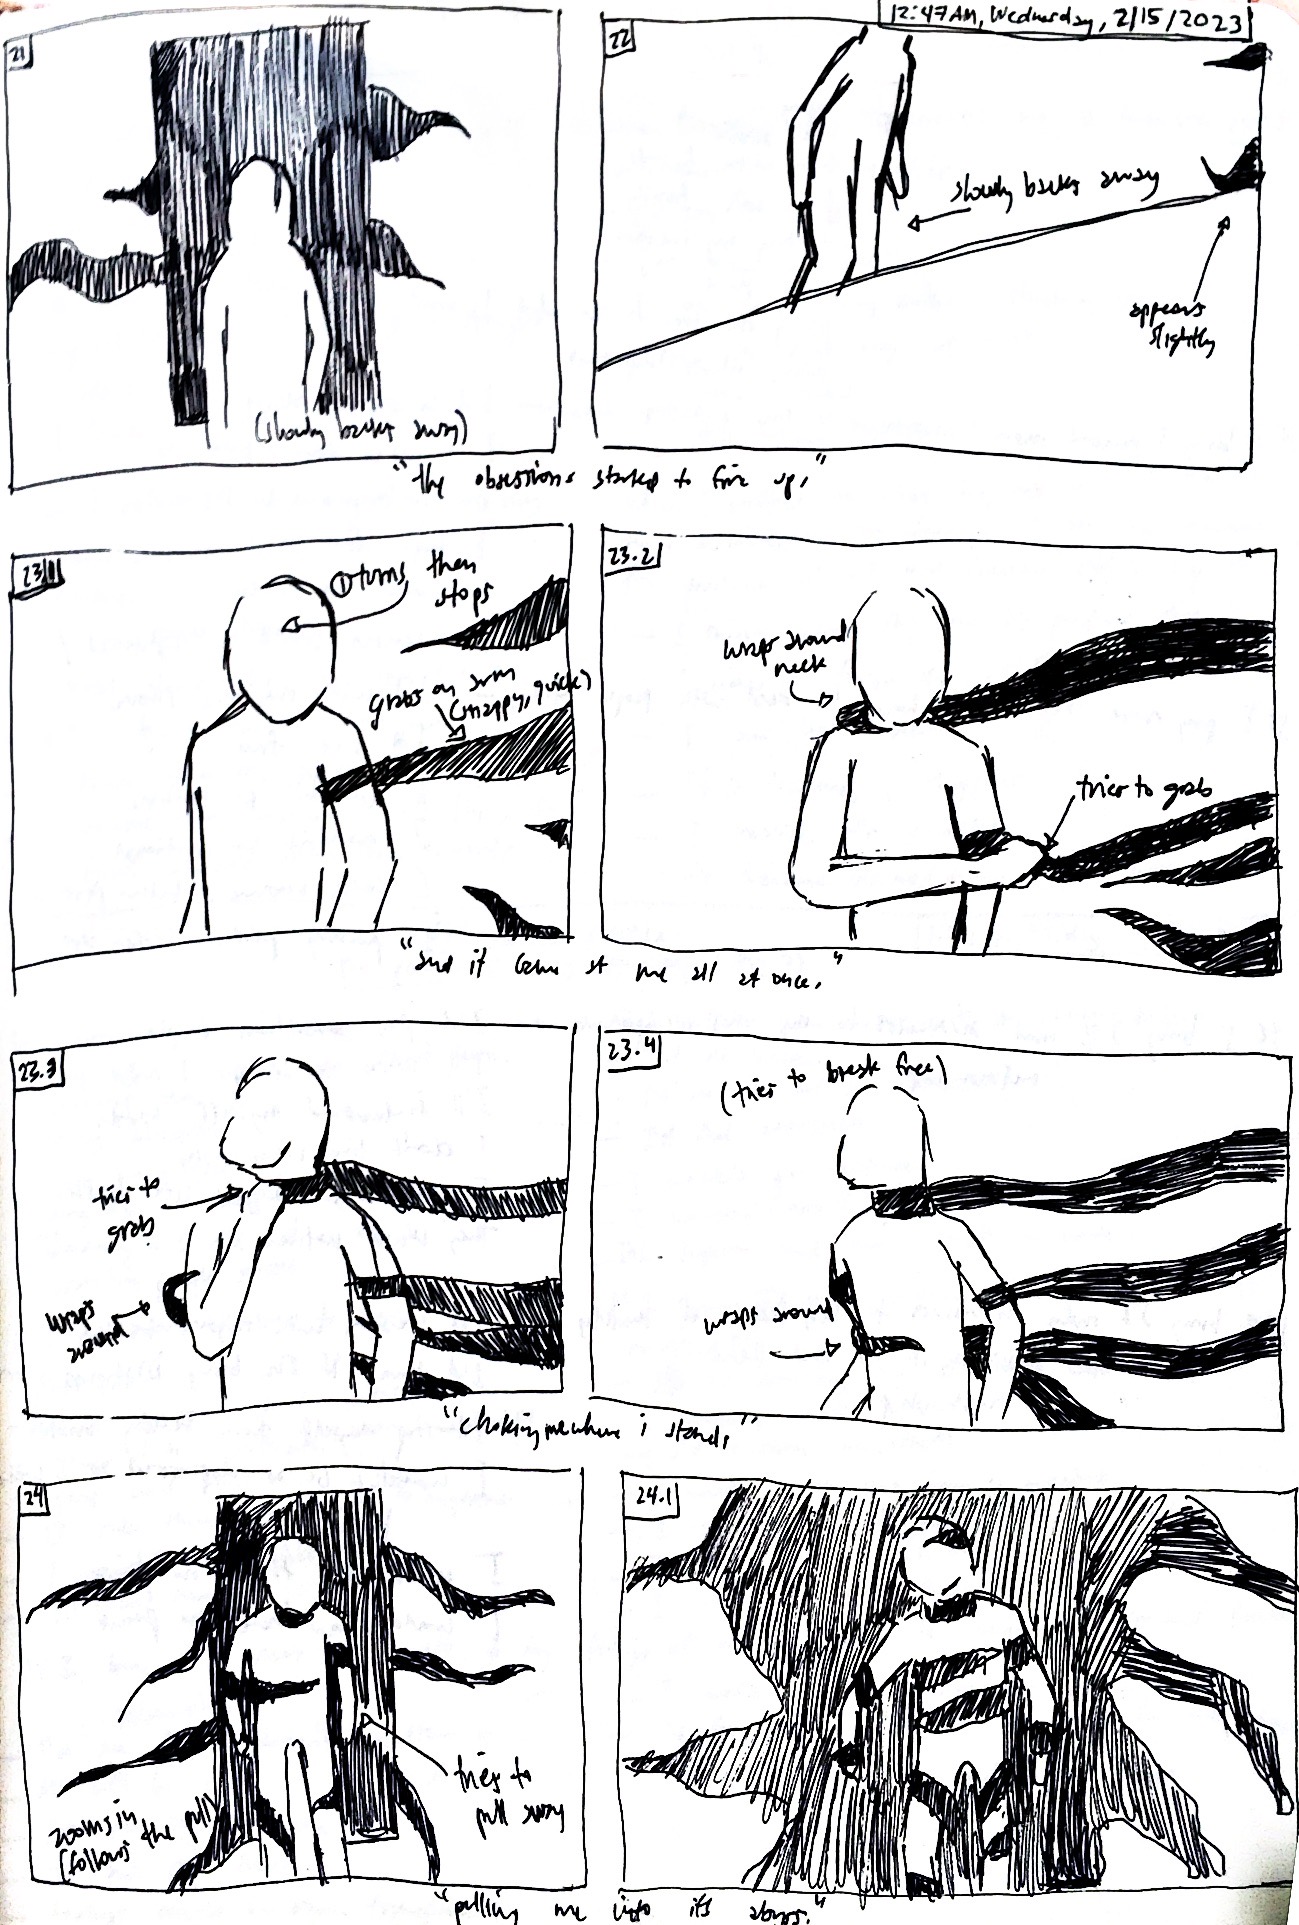 12:47AM, Wednesday, 2/15/2023
21
(slowly backs away)
22
slowly backs away
appears
slightly
"the obsessions started to fire up,"
23.1
① turns then
stops
grabs on arm
(snappy, quick)
23.2
wraps around
neck
tries to grab
"and it came at me all at once."
23.3
tries to
grab
wraps
around
23.4
(tries to break free)
wraps around
"choking me where i stand,"
24
zooms in
(follows the pull)
tries to
pull away
24.1
"pulling me into its abyss."